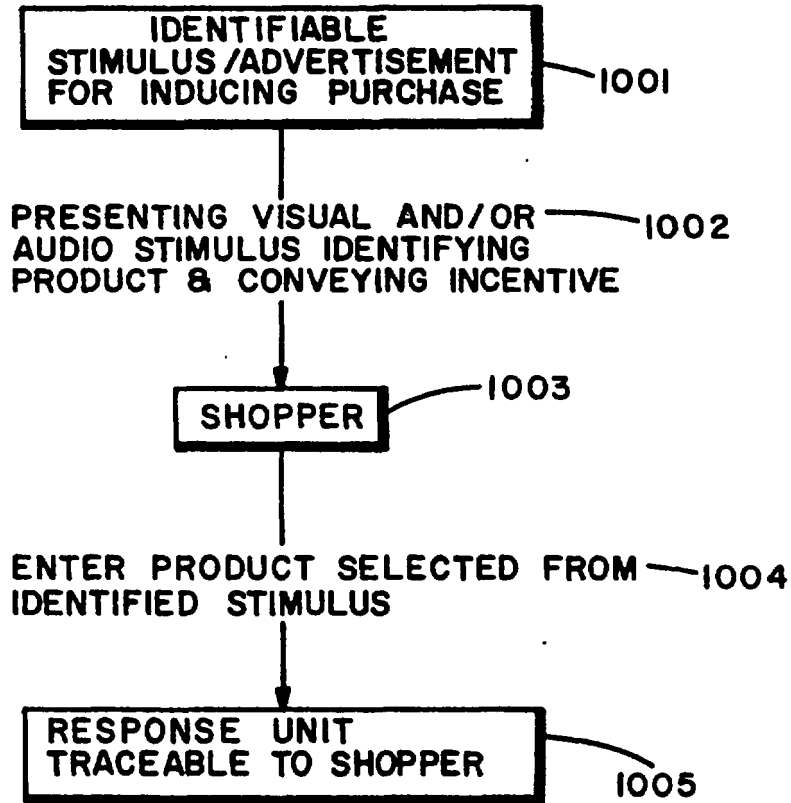 IDENTIFIABLE
STIMULUS/ADVERTISEMENT
FOR INDUCING PURCHASE
1001
PRESENTING VISUAL AND/OR
1002
AUDIO STIMULUS IDENTIFYING
PRODUCT & CONVEYING INCENTIVE
SHOPPER
1003
ENTER PRODUCT SELECTED FROM
1004
IDENTIFIED STIMULUS
RESPONSE UNIT
TRACEABLE TO SHOPPER
1005